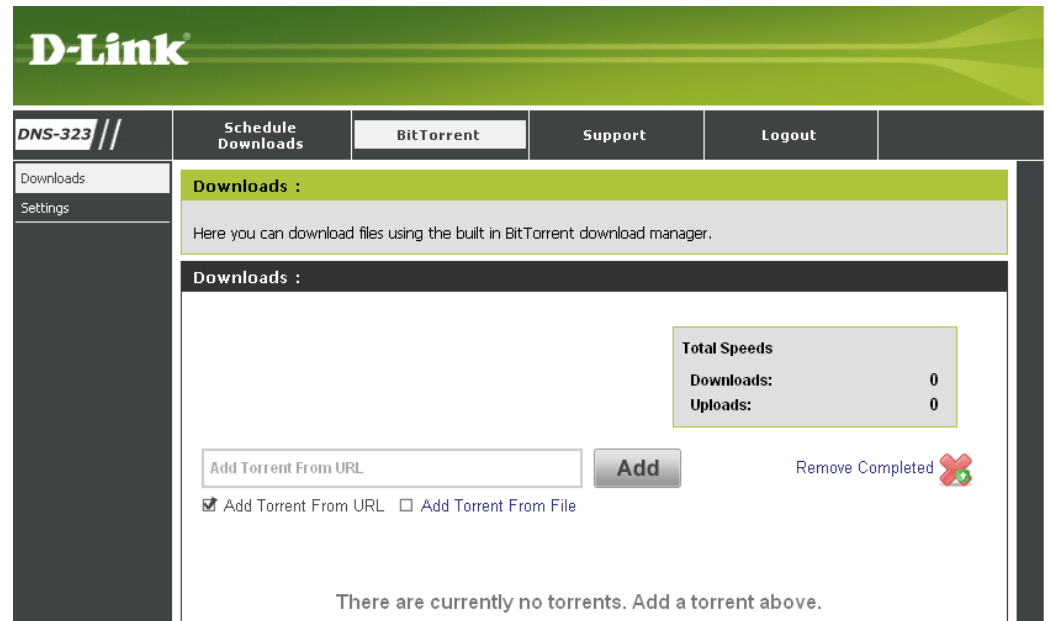 D-Link®
DNS-323
Schedule
Downloads
BitTorrent
Support
Logout
Downloads
Settings
Downloads :
Here you can download files using the built in BitTorrent download manager.
Downloads :
Total Speeds
Downloads: 0
Uploads: 0
Add Torrent From URL
Add
Remove Completed
Add Torrent From URL
Add Torrent From File
There are currently no torrents. Add a torrent above.